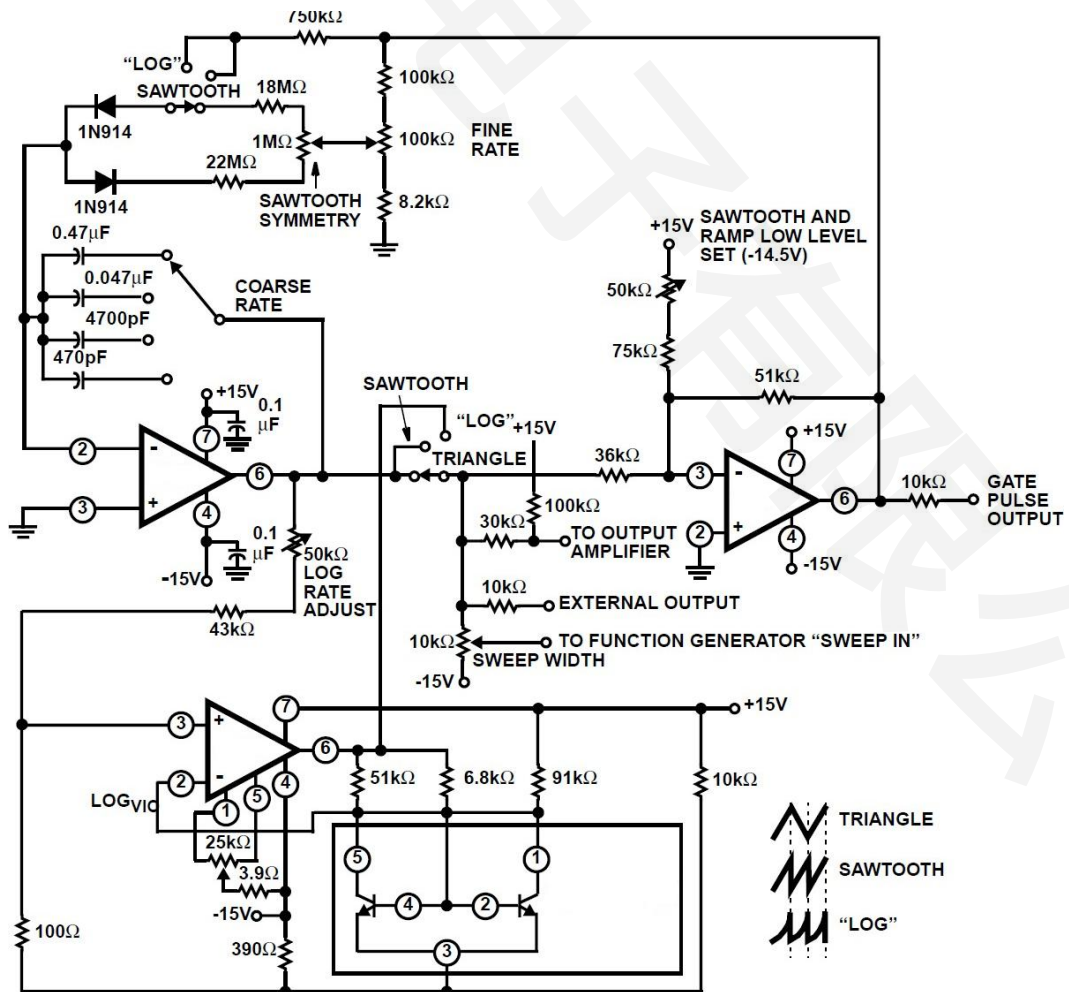 750kΩ
“LOG”
SAWTOOTH
18MΩ
1N914
1MΩ
22MΩ
1N914
SAWTOOTH
SYMMETRY
100kΩ
100kΩ
FINE
RATE
8.2kΩ
0.47μF
0.047μF
4700pF
470pF
COARSE
RATE
+15V
SAWTOOTH AND
RAMP LOW LEVEL
SET (-14.5V)
50kΩ
75kΩ
51kΩ
+15V
0.1
μF
7
2
-
6
3
+
4
0.1
μF
-15V
50kΩ
LOG
RATE
ADJUST
43kΩ
SAWTOOTH
“LOG”
+15V
TRIANGLE
36kΩ
100kΩ
30kΩ
TO OUTPUT
AMPLIFIER
10kΩ
EXTERNAL OUTPUT
10kΩ
TO FUNCTION GENERATOR “SWEEP IN”
SWEEP WIDTH
-15V
+15V
3
-
7
6
2
+
4
-15V
10kΩ
GATE
PULSE
OUTPUT
7
+15V
3
+
6
2
-
4
5
1
LOGVIO
25kΩ
3.9Ω
-15V
390Ω
100Ω
51kΩ
6.8kΩ
91kΩ
10kΩ
5
1
4
2
3
TRIANGLE
SAWTOOTH
“LOG”
电子有限公